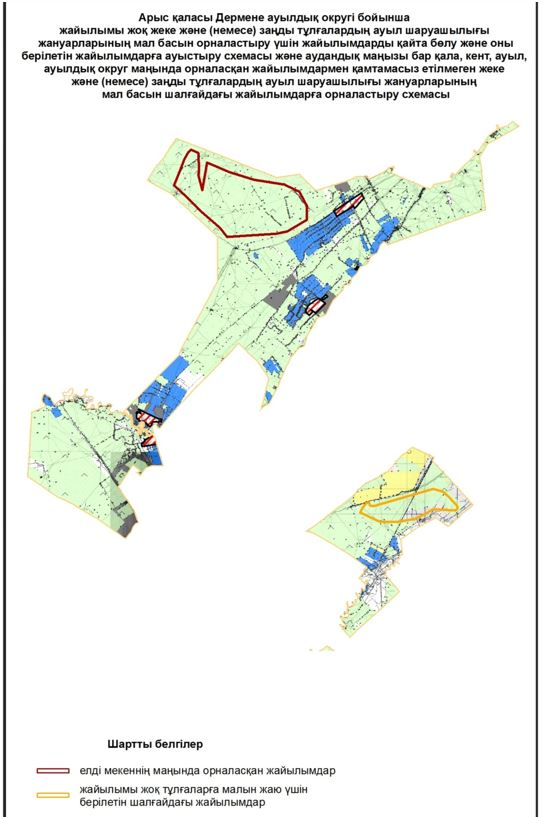 Арыс қаласы Дермене ауылдық округі бойынша
жайылымы жоқ жеке және (немесе) заңды тұлғалардың ауыл шаруашылығы
жануарларының мал басын орналастыру үшін жайылымдарды қайта бөлу және оны
берілетін жайылымдарға ауыстыру схемасы және аудандық маңызы бар қала, кент, ауыл,
ауылдық округ маңында орналасқан жайылымдармен қамтамасыз етілмеген жеке
және (немесе) заңды тұлғалардың ауыл шаруашылығы жануарларының
мал басын шалғайдағы жайылымдарға орналастыру схемасы
Шартты белгілер
елді мекеннің маңында орналасқан жайылымдар
жайылымы жоқ тұлғаларға малын жаю үшін
берілетін шалғайдағы жайылымдар